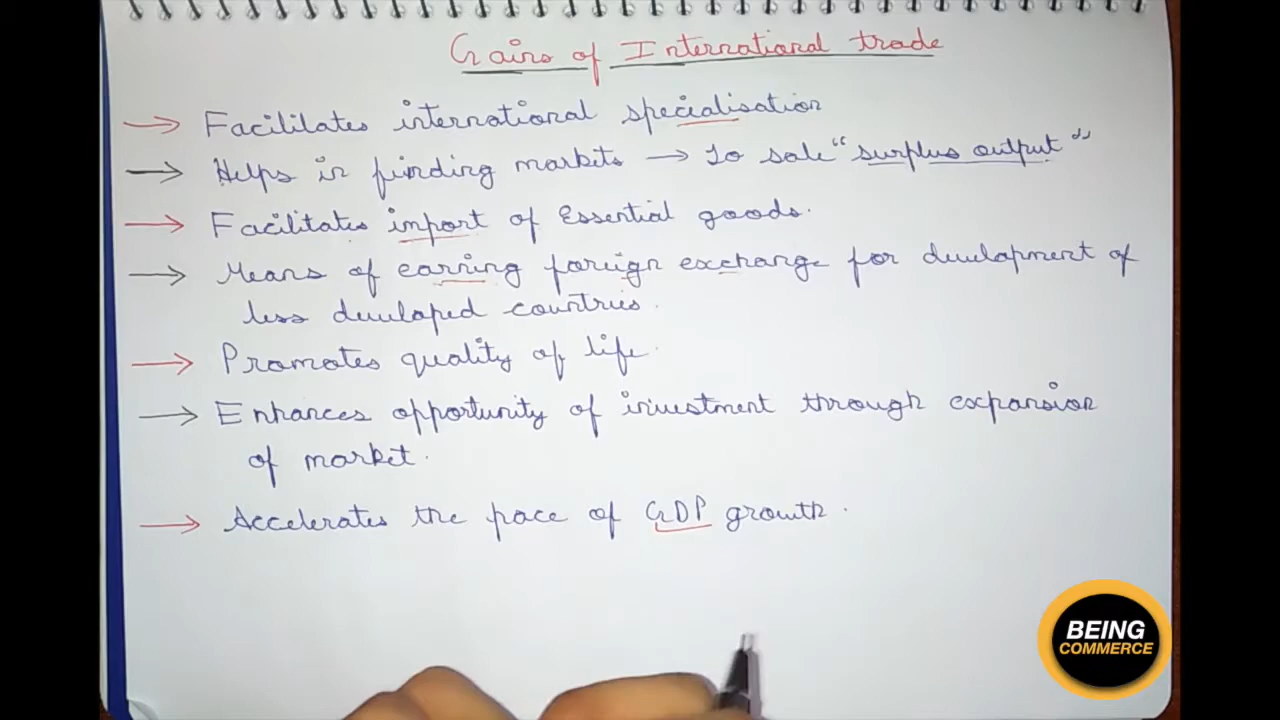 Gains of International trade
→ Facililates international specialisation
→ Helps in finding markets → To sale "surplus output"
→ Facilitates import of Essential goods.
→ Means of earning foreign exchange for development of
less developed countries.
→ Promotes quality of life.
→ Enhances opportunity of investment through expansion
of market.
→ Accelerates the pace of GDP growth.
BEING
COMMERCE